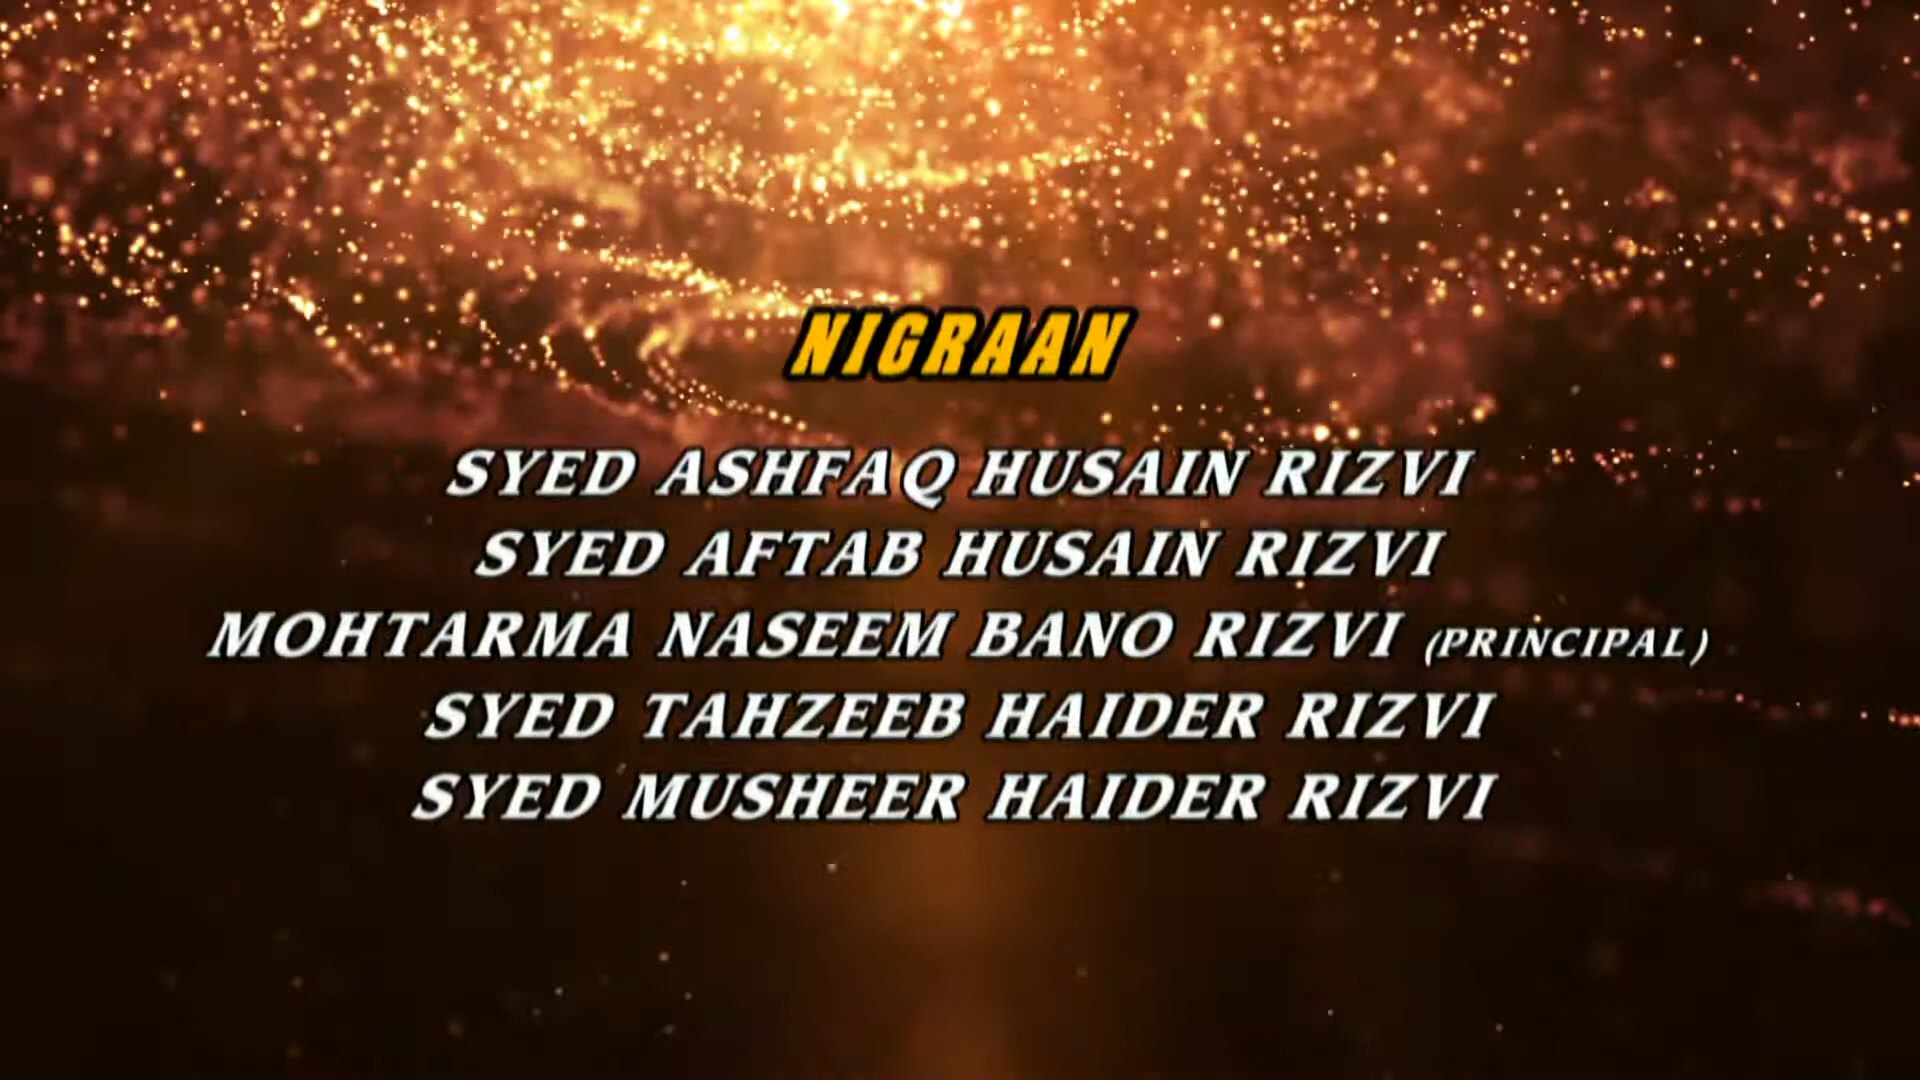 NIGRAAN
SYED ASHFAQ HUSAIN RIZVI
SYED AFTAB HUSAIN RIZVI
MOHTARMA NASEEM BANO RIZVI (PRINCIPAL)
SYED TAHZEEB HAIDER RIZVI
SYED MUSHEER HAIDER RIZVI